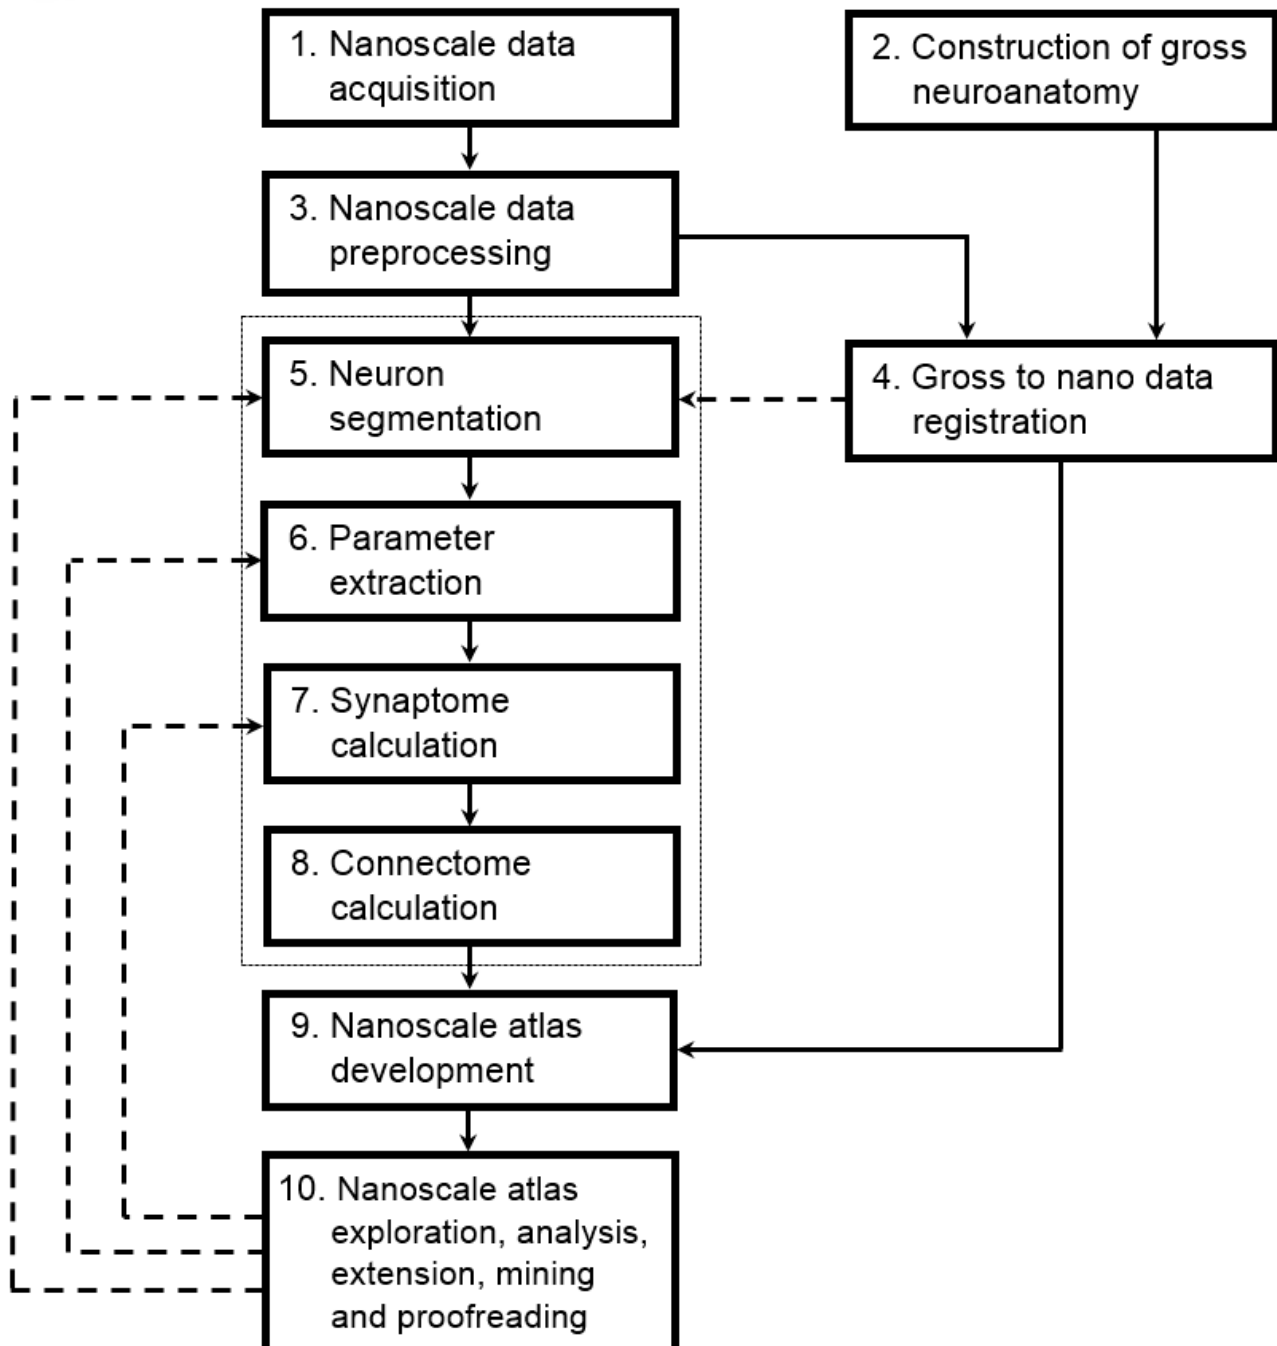 1. Nanoscale data
acquisition
2. Construction of gross
neuroanatomy
3. Nanoscale data
preprocessing
4. Gross to nano data
registration
5. Neuron
segmentation
6. Parameter
extraction
7. Synaptome
calculation
8. Connectome
calculation
9. Nanoscale atlas
development
10. Nanoscale atlas
exploration, analysis,
extension, mining
and proofreading